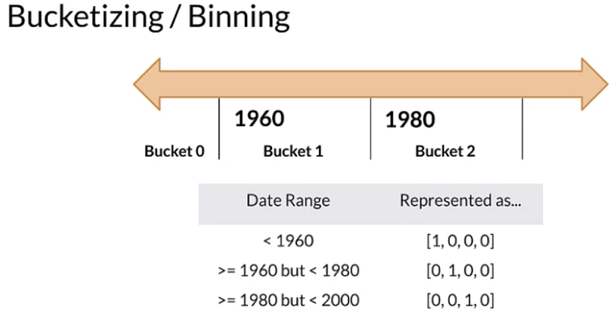 Bucketizing / Binning
1960 1980
Bucket 0 Bucket 1 Bucket 2
Date Range Represented as...
< 1960 [1, 0, 0, 0]
>= 1960 but < 1980 [0, 1, 0, 0]
>= 1980 but < 2000 [0, 0, 1, 0]